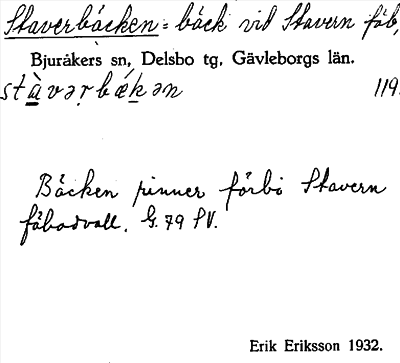 Staverbäcken = bäck vid Stavern fäb,
Bjuråkers sn, Delsbo tg, Gävleborgs län.
stàvərbǽkən 119.
Bäcken rinner förbi Stavern
fäbodvall. G. 79 SV.
Erik Eriksson 1932.